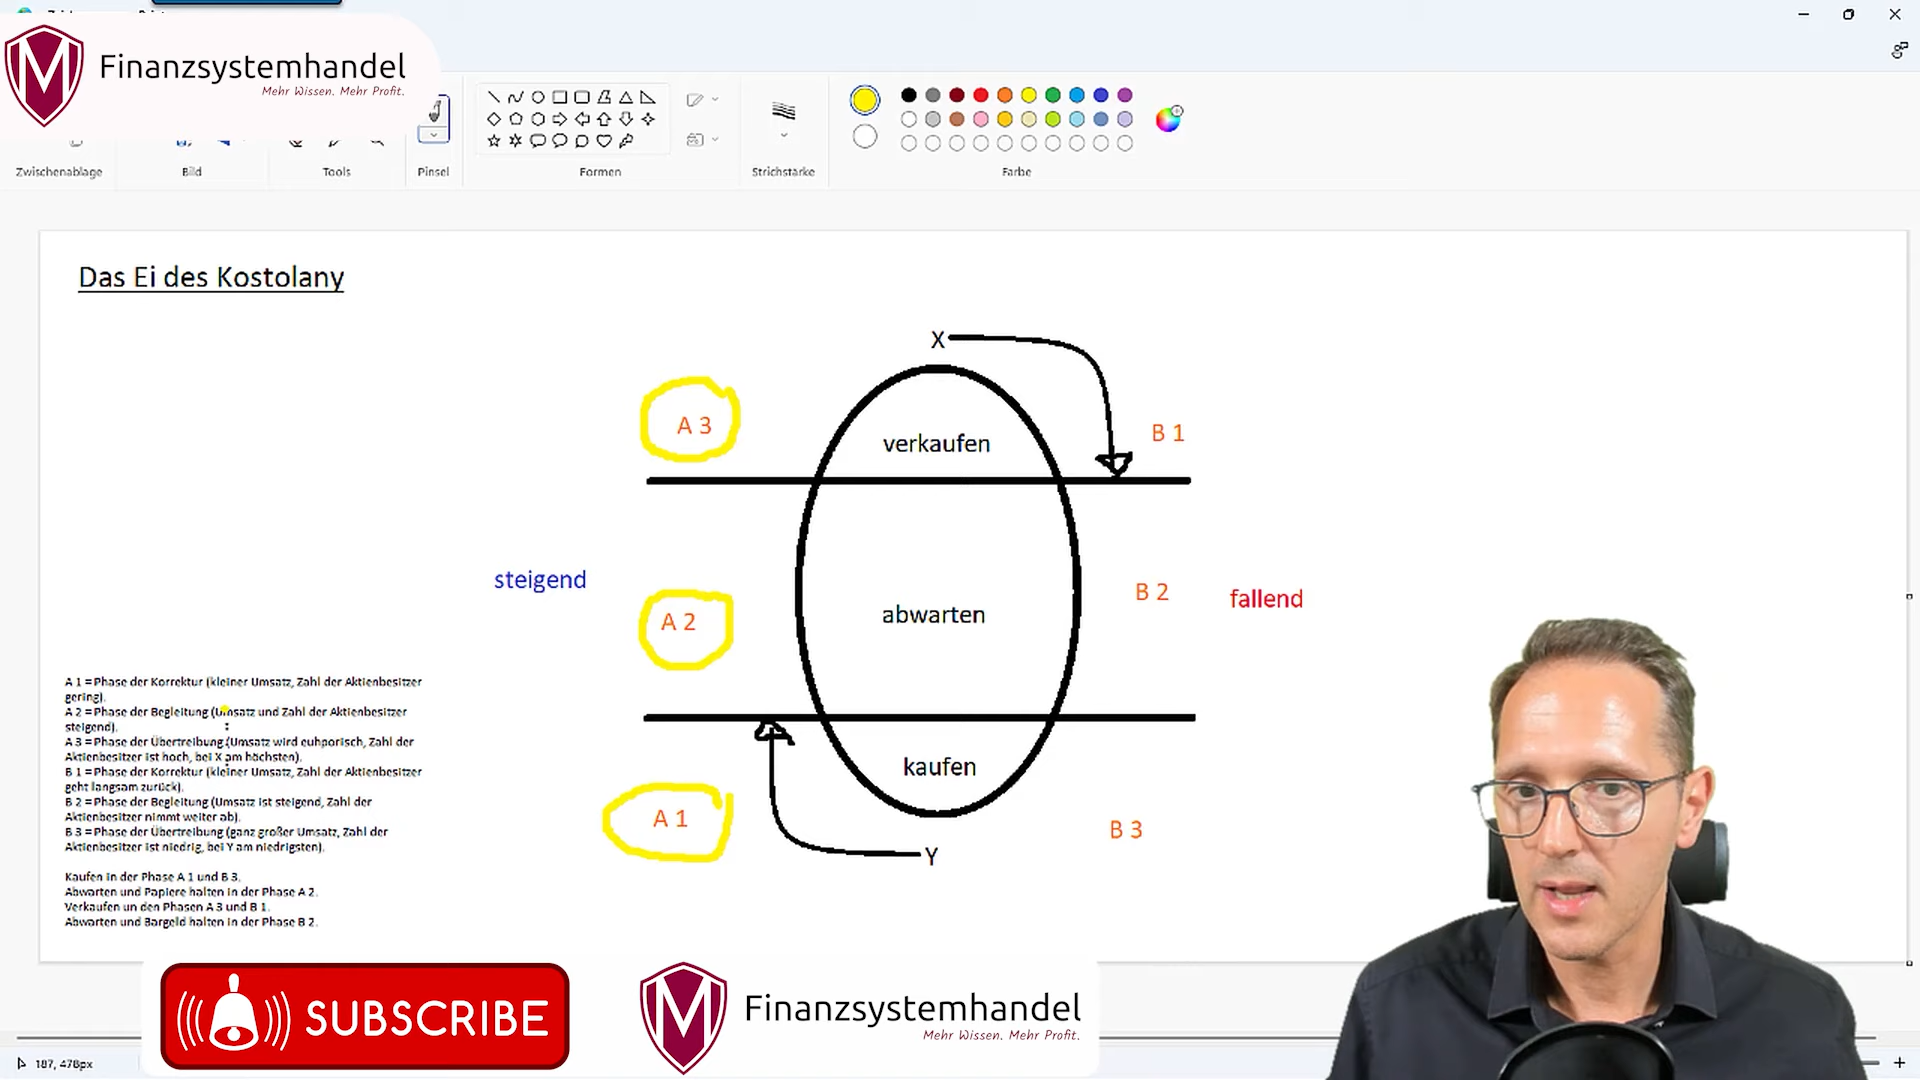 Finanzsystemhandel
Mehr Wissen. Mehr Profit.
Zwischenablage
Bild
Tools
Pinsel
Formen
Strichstärke
Farbe
Das Ei des Kostolany
X
A 3
verkaufen
B 1
steigend
A 2
abwarten
B 2
fallend
kaufen
A 1
B 3
Y
A 1 = Phase der Korrektur (kleiner Umsatz, Zahl der Aktienbesitzer
gering).
A 2 = Phase der Begleitung (Umsatz und Zahl der Aktienbesitzer
steigend).
A 3 = Phase der Übertreibung (Umsatz wird euhporisch, Zahl der
Aktienbesitzer ist hoch, bei X am höchsten).
B 1 = Phase der Korrektur (kleiner Umsatz, Zahl der Aktienbesitzer
geht langsam zurück).
B 2 = Phase der Begleitung (Umsatz ist steigend, Zahl der
Aktienbesitzer nimmt weiter ab).
B 3 = Phase der Übertreibung (ganz großer Umsatz, Zahl der
Aktienbesitzer ist niedrig, bei Y am niedrigsten).
Kaufen in der Phase A 1 und B 3.
Abwarten und Papiere halten in der Phase A 2.
Verkaufen un den Phasen A 3 und B 1.
Abwarten und Bargeld halten in der Phase B 2.
SUBSCRIBE
Finanzsystemhandel
Mehr Wissen. Mehr Profit.
187, 478px